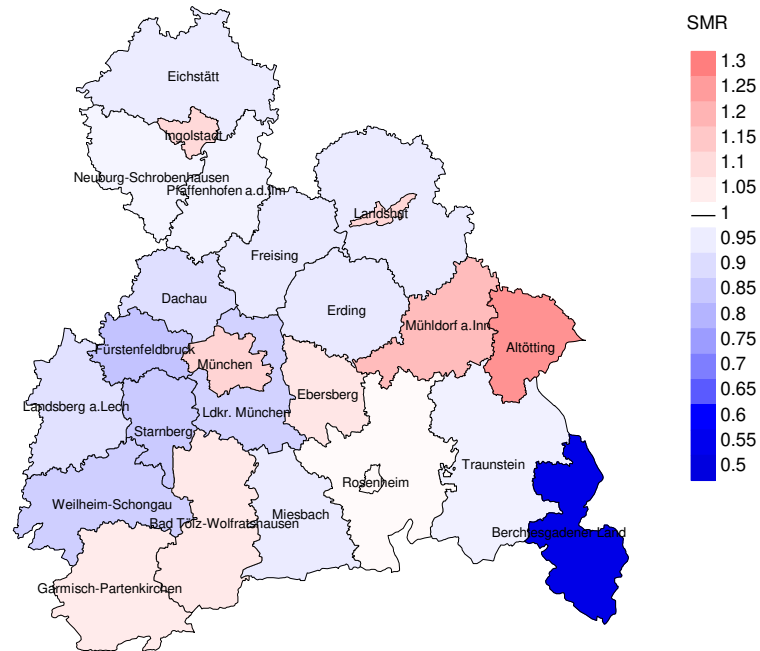 SMR
Eichstätt
Ingolstadt
Neuburg-Schrobenhausen
Pfaffenhofen a.d.Ilm
Landshut
Freising
Dachau
Erding
Mühldorf a.Inn
Altötting
Fürstenfeldbruck
München
Ebersberg
Landsberg a.Lech
Ldkr. München
Starnberg
Traunstein
Rosenheim
Weilheim-Schongau
Miesbach
Bad Tölz-Wolfratshausen
Berchtesgadener Land
Garmisch-Partenkirchen
1.3
1.25
1.2
1.15
1.1
1.05
1
0.95
0.9
0.85
0.8
0.75
0.7
0.65
0.6
0.55
0.5